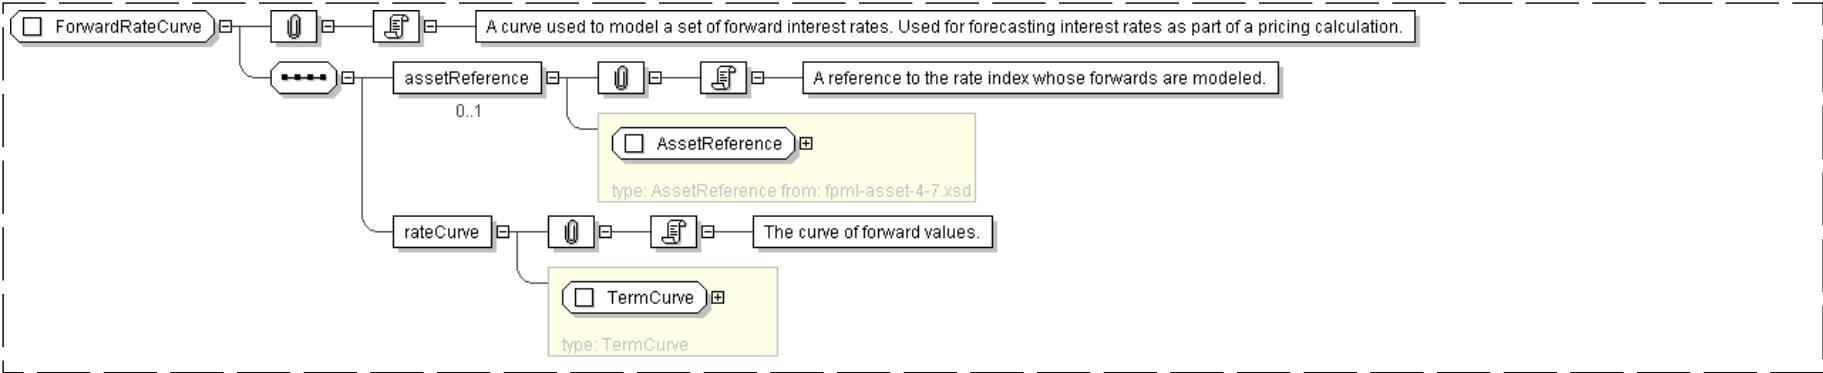 ForwardRateCurve
A curve used to model a set of forward interest rates. Used for forecasting interest rates as part of a pricing calculation.
assetReference
A reference to the rate index whose forwards are modeled.
0..1
AssetReference
type: AssetReference from: fpml-asset-4-7.xsd
rateCurve
The curve of forward values.
TermCurve
type: TermCurve